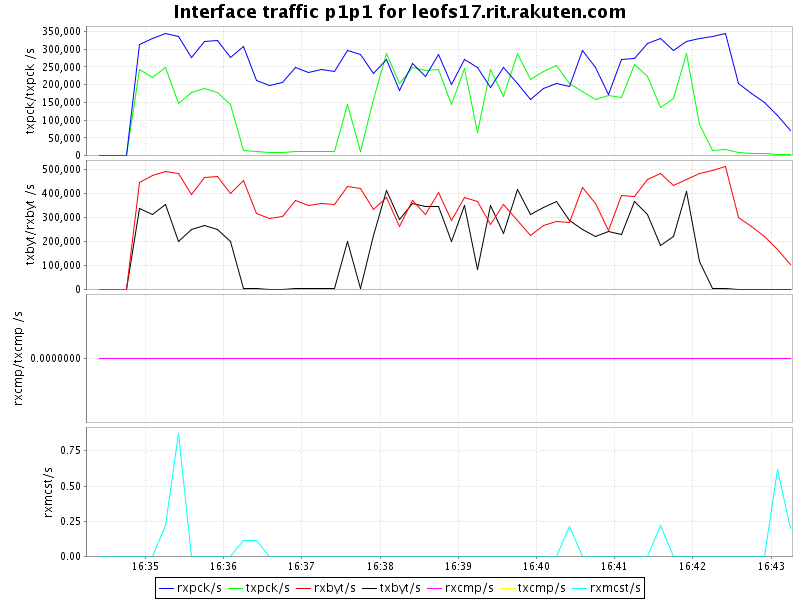 Interface traffic p1p1 for leofs17.rit.rakuten.com
txpck/txpck /s
350,000
300,000
250,000
200,000
150,000
100,000
50,000
0
txbyt/rxbyt /s
500,000
400,000
300,000
200,000
100,000
0
rxcmp/txcmp /s
0.0000000
rxmcst/s
0.75
0.50
0.25
0.00
16:35 16:36 16:37 16:38 16:39 16:40 16:41 16:42 16:43
rxpck/s txpck/s rxbyt/s txbyt/s rxcmp/s txcmp/s rxmcst/s